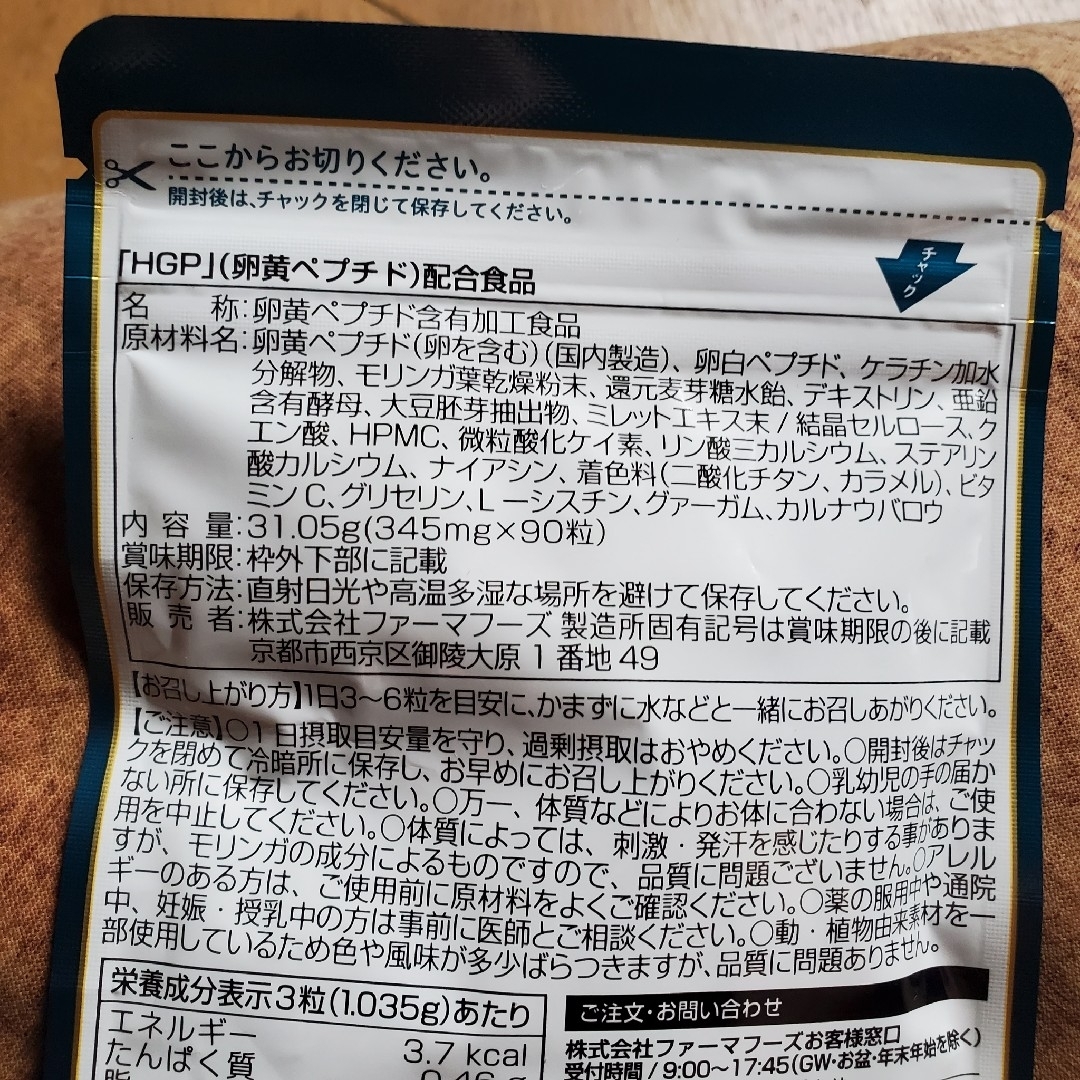 ここからお切りください。
開封後は、チャックを閉じて保存してください。
チャック
「HGP」(卵黄ペプチド)配合食品
名称:卵黄ペプチド含有加工食品
原材料名:卵黄ペプチド(卵を含む)(国内製造)、卵白ペプチド、ケラチン加水
分解物、モリンガ葉乾燥粉末、還元麦芽糖水飴、デキストリン、亜鉛
含有酵母、大豆胚芽抽出物、ミレットエキス末/結晶セルロース、ク
エン酸、HPMC、微粒酸化ケイ素、リン酸三カルシウム、ステアリン
酸カルシウム、ナイアシン、着色料(二酸化チタン、カラメル)、ビタ
ミンC、グリセリン、L-シスチン、グァーガム、カルナウバロウ
内容量:31.05g(345mg×90粒)
賞味期限:枠外下部に記載
保存方法:直射日光や高温多湿な場所を避けて保存してください。
販売者:株式会社ファーマフーズ 製造所固有記号は賞味期限の後に記載
京都市西京区御陵大原1番地49
【お召し上がり方】1日3〜6粒を目安に、かまずに水などと一緒にお召しあがりください。
【ご注意】○1日摂取目安量を守り、過剰摂取はおやめください。○開封後はチャッ
クを閉めて冷暗所に保存し、お早めにお召し上がりください。○乳幼児の手の届か
ない所に保存してください。○万一、体質などによりお体に合わない場合は、ご使
用を中止してください。○体質によっては、刺激・発汗を感じたりする事がありま
すが、モリンガの成分によるものですので、品質に問題ございません。○アレル
ギーのある方は、ご使用前に原材料をよくご確認ください。○薬の服用中や通院
中、妊娠・授乳中の方は事前に医師とご相談ください。○動・植物由来素材を一
部使用しているため色や風味が多少ばらつきますが、品質に問題ありません。
栄養成分表示3粒(1.035g)あたり
エネルギー 3.7 kcal
たんぱく質
ご注文・お問い合わせ
株式会社ファーマフーズお客様窓口
受付時間/9:00〜17:45(GW・お盆・年末年始を除く)